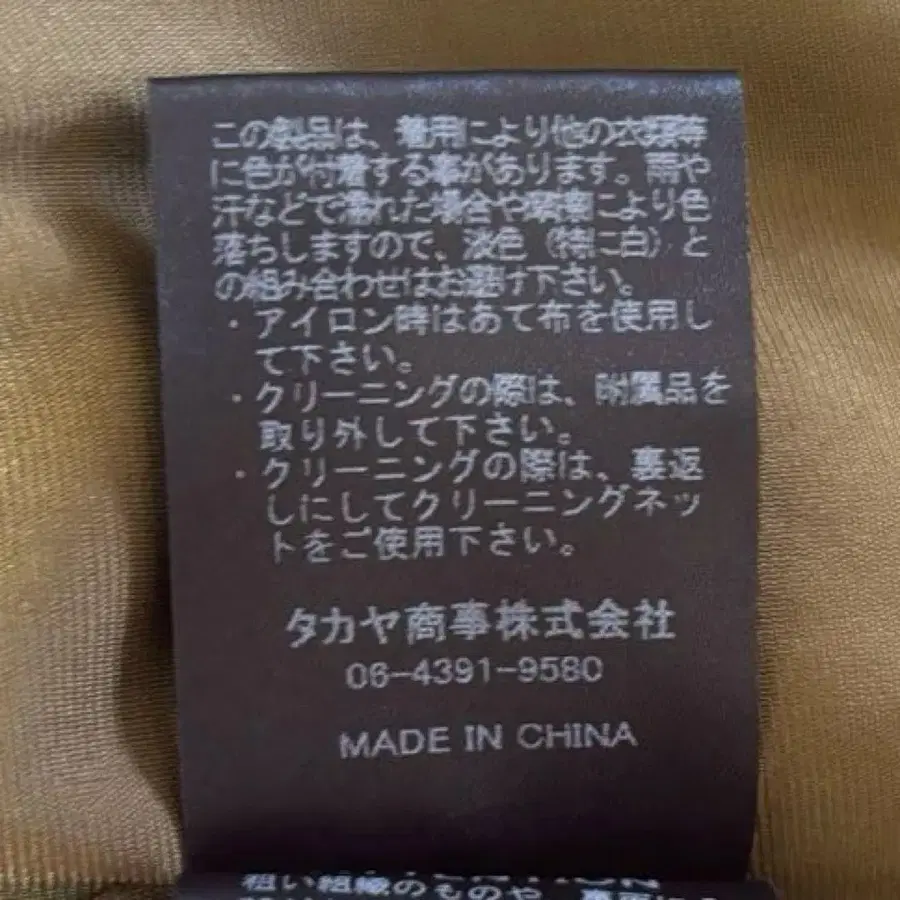 この製品は、着用により他の衣類等
に色が付着する事があります。雨や
汗などで濡れた場合や摩擦により色
落ちしますので、淡色（特に白）と
の組み合わせはお避け下さい。
・アイロン時はあて布を使用し
て下さい。
・クリーニングの際は、附属品を
取り外して下さい。
・クリーニングの際は、裏返
しにしてクリーニングネッ
トをご使用下さい。
タカヤ商事株式会社
06-4391-9580
MADE IN CHINA
粗い組織のものや、